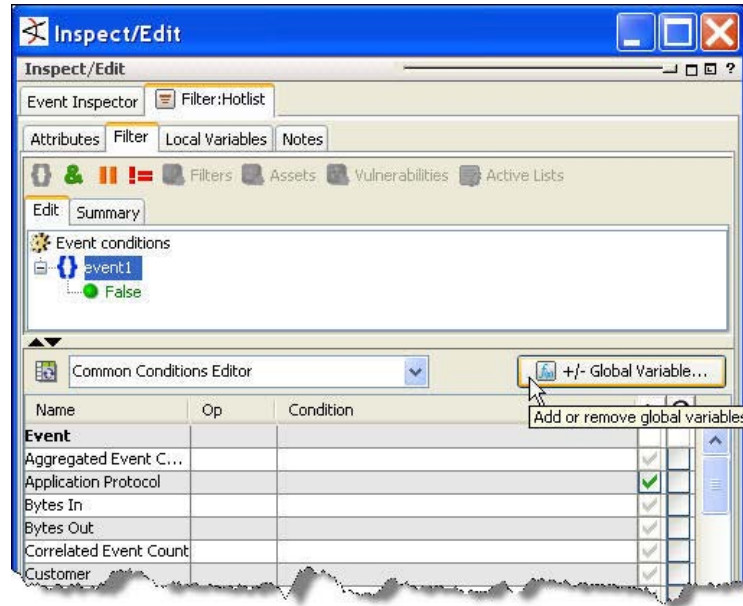 Inspect/Edit
Inspect/Edit ?
Event Inspector Filter:Hotlist
Attributes Filter Local Variables Notes
{} & != Filters Assets Vulnerabilities Active Lists
Edit Summary
Event conditions
{} event1
False
Common Conditions Editor +/- Global Variable...
Name Op Condition
Add or remove global variables
Event
Aggregated Event C...
Application Protocol
Bytes In
Bytes Out
Correlated Event Count
Customer